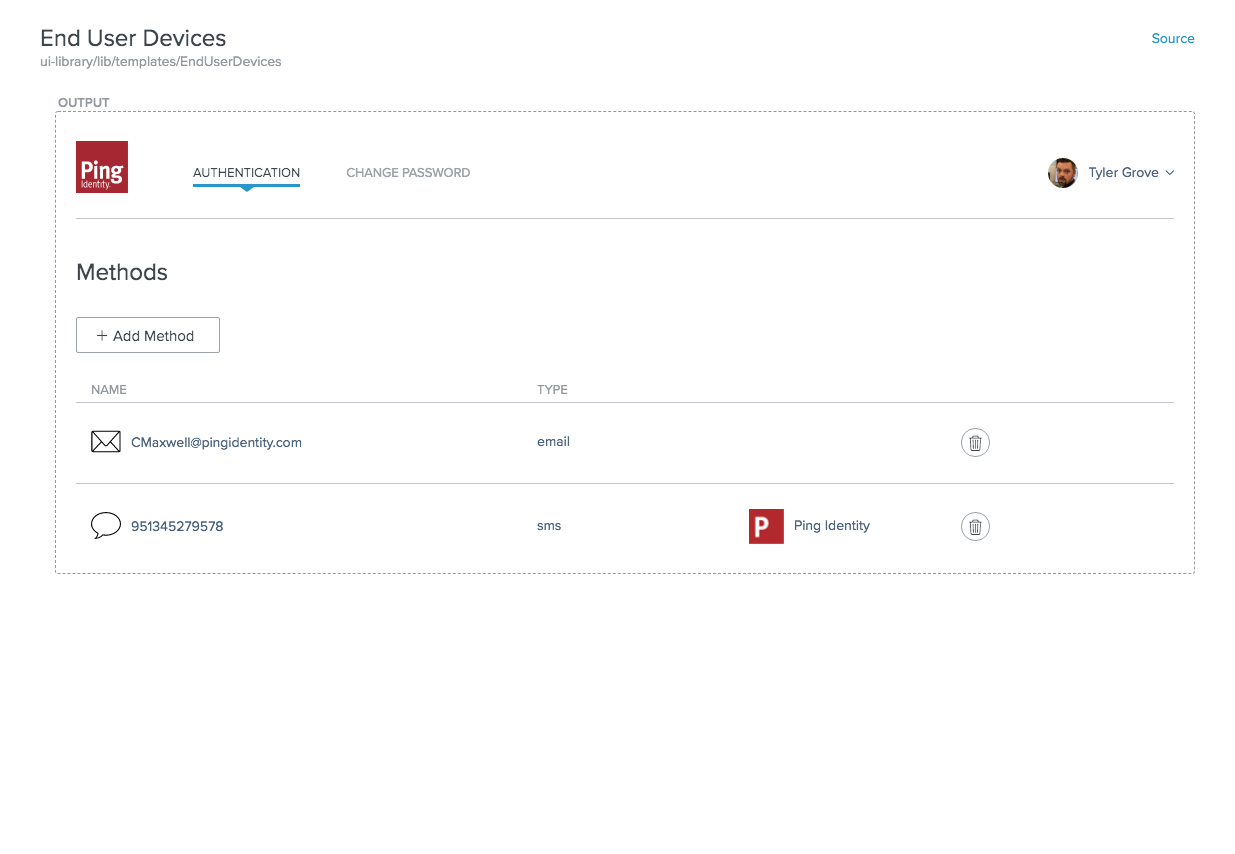 End User Devices
Source
ui-library/lib/templates/EndUserDevices
OUTPUT
Ping
Identity.
AUTHENTICATION
CHANGE PASSWORD
Tyler Grove
Methods
+ Add Method
NAME
TYPE
CMaxwell@pingidentity.com
email
951345279578
sms
P
Ping Identity